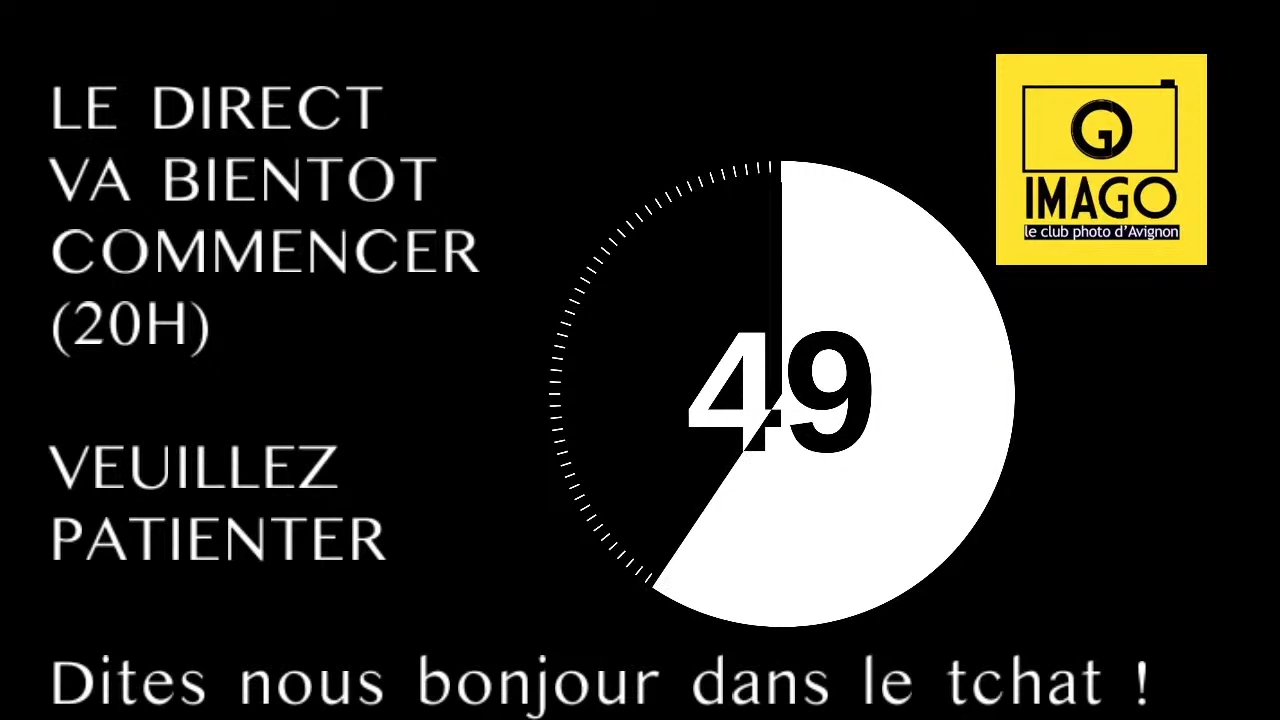 LE DIRECT
VA BIENTOT
COMMENCER
(20H)
VEUILLEZ
PATIENTER
49
IMAGO
le club photo d'Avignon
Dites nous bonjour dans le tchat !